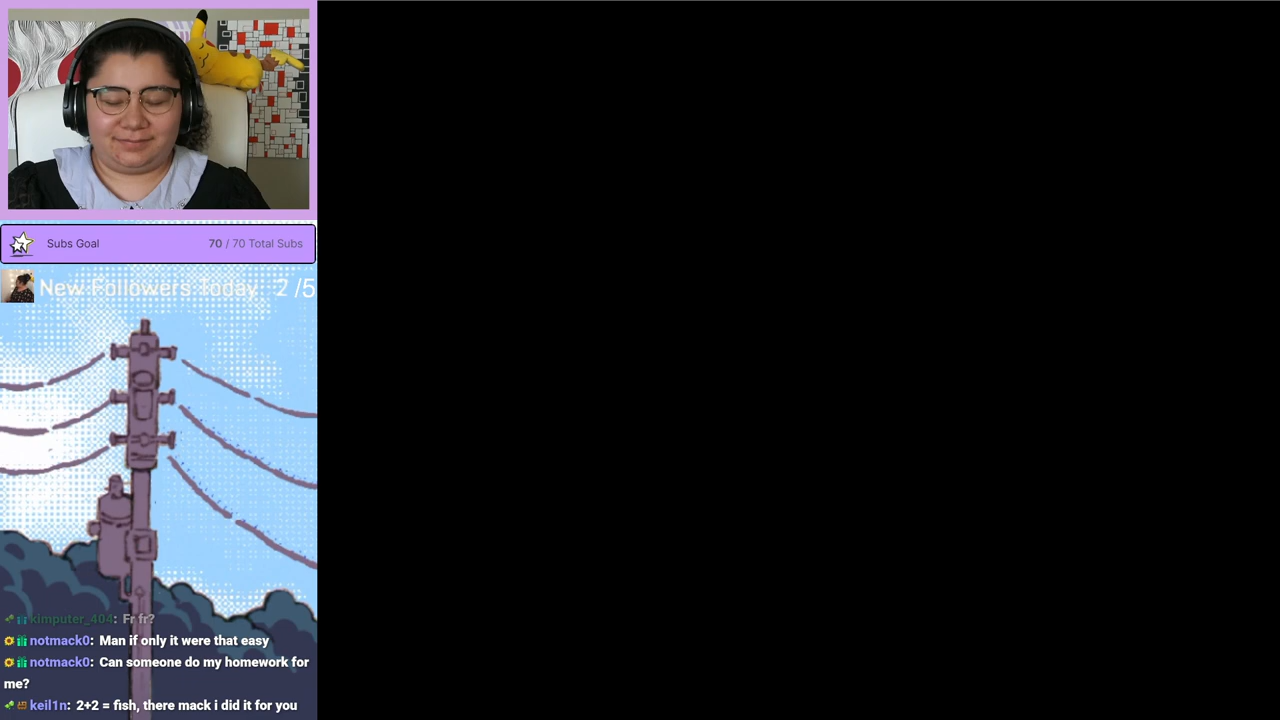 Subs Goal 70 / 70 Total Subs
New Followers Today 2 /5
kimputer_404: Fr fr?
notmack0: Man if only it were that easy
notmack0: Can someone do my homework for
me?
keil1n: 2+2 = fish, there mack i did it for you